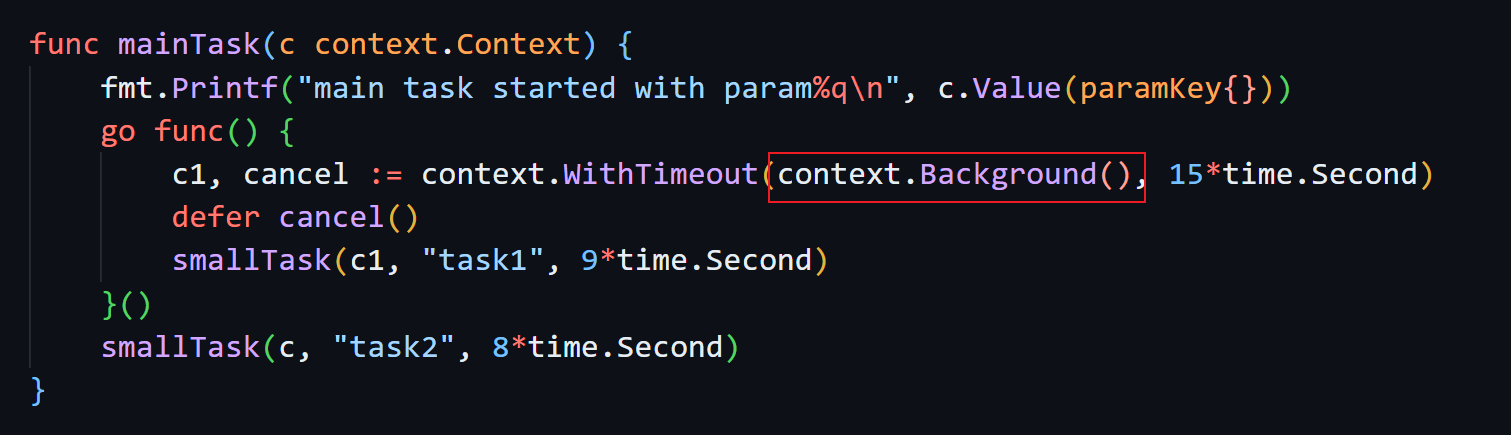 func mainTask(c context.Context) {
    fmt.Printf("main task started with param%q\n", c.Value(paramKey{}))
    go func() {
        c1, cancel := context.WithTimeout(context.Background(), 15*time.Second)
        defer cancel()
        smallTask(c1, "task1", 9*time.Second)
    }()
    smallTask(c, "task2", 8*time.Second)
}